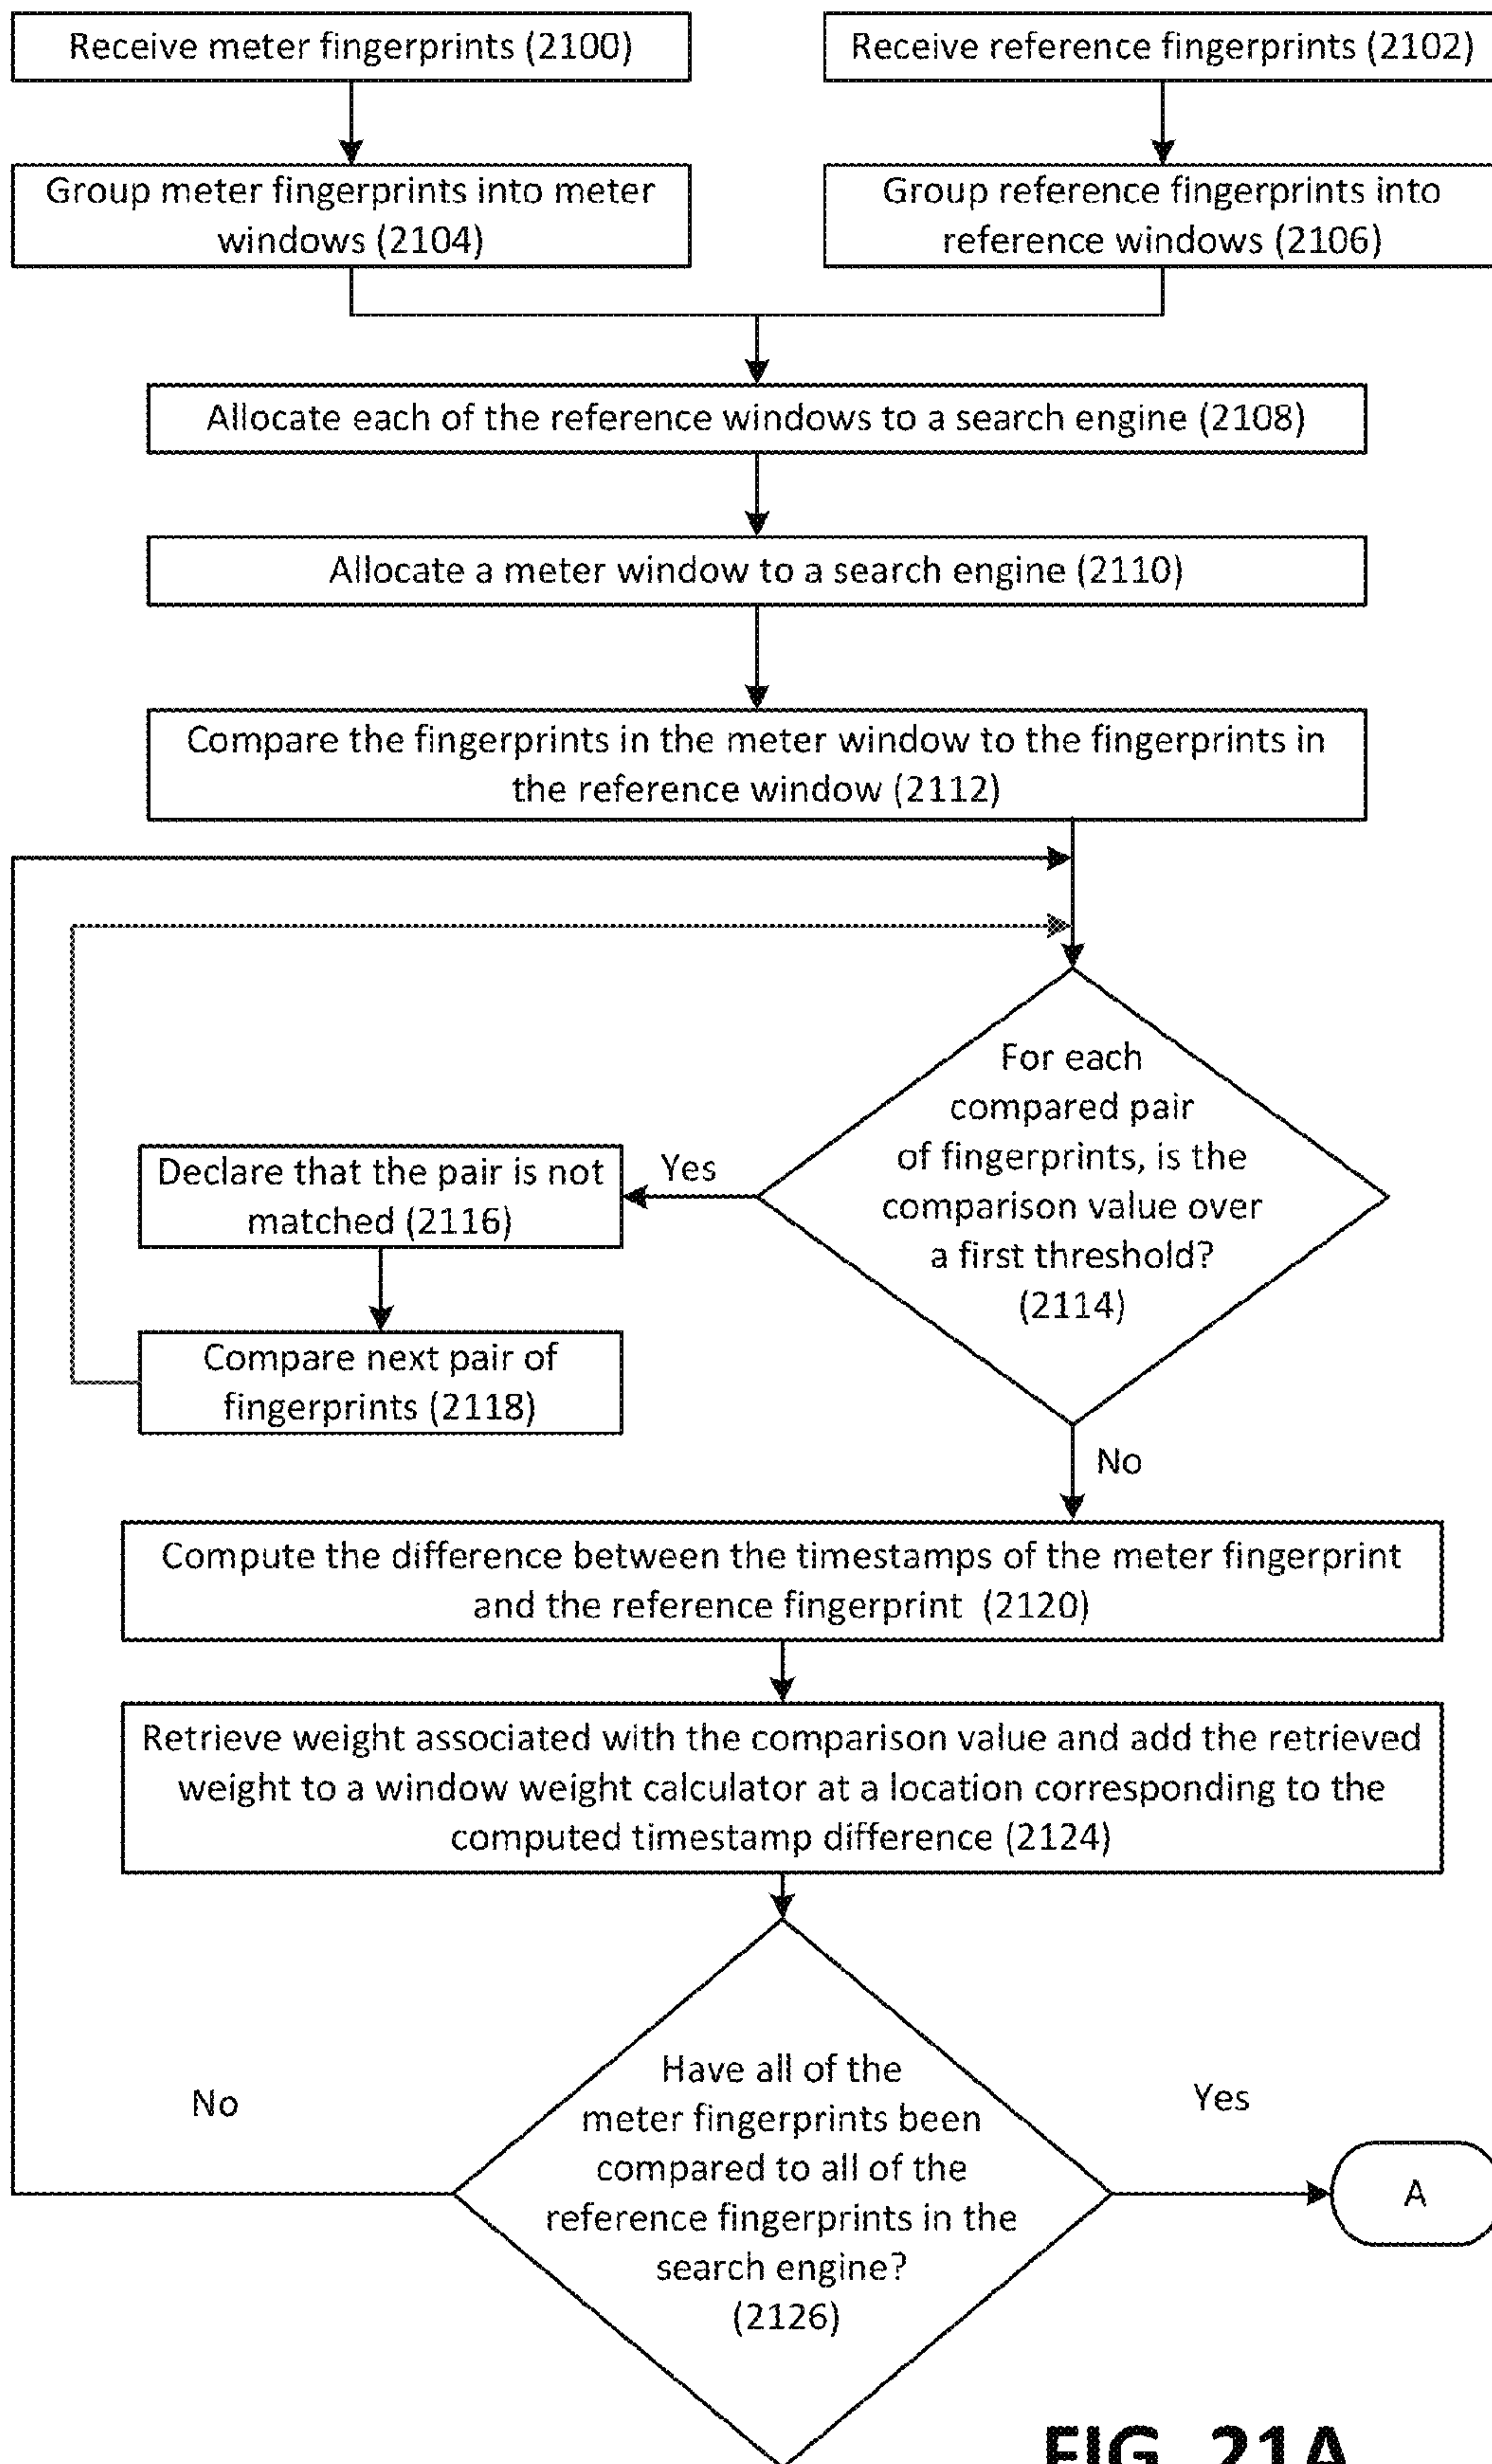 Receive meter fingerprints (2100)
Receive reference fingerprints (2102)
Group meter fingerprints into meter
windows (2104)
Group reference fingerprints into
reference windows (2106)
Allocate each of the reference windows to a search engine (2108)
Allocate a meter window to a search engine (2110)
Compare the fingerprints in the meter window to the fingerprints in
the reference window (2112)
For each
compared pair
of fingerprints, is the
comparison value over
a first threshold?
(2114)
Yes
Declare that the pair is not
matched (2116)
Compare next pair of
fingerprints (2118)
No
Compute the difference between the timestamps of the meter fingerprint
and the reference fingerprint (2120)
Retrieve weight associated with the comparison value and add the retrieved
weight to a window weight calculator at a location corresponding to the
computed timestamp difference (2124)
Have all of the
meter fingerprints been
compared to all of the
reference fingerprints in the
search engine?
(2126)
No
Yes
A
FIG. 21A